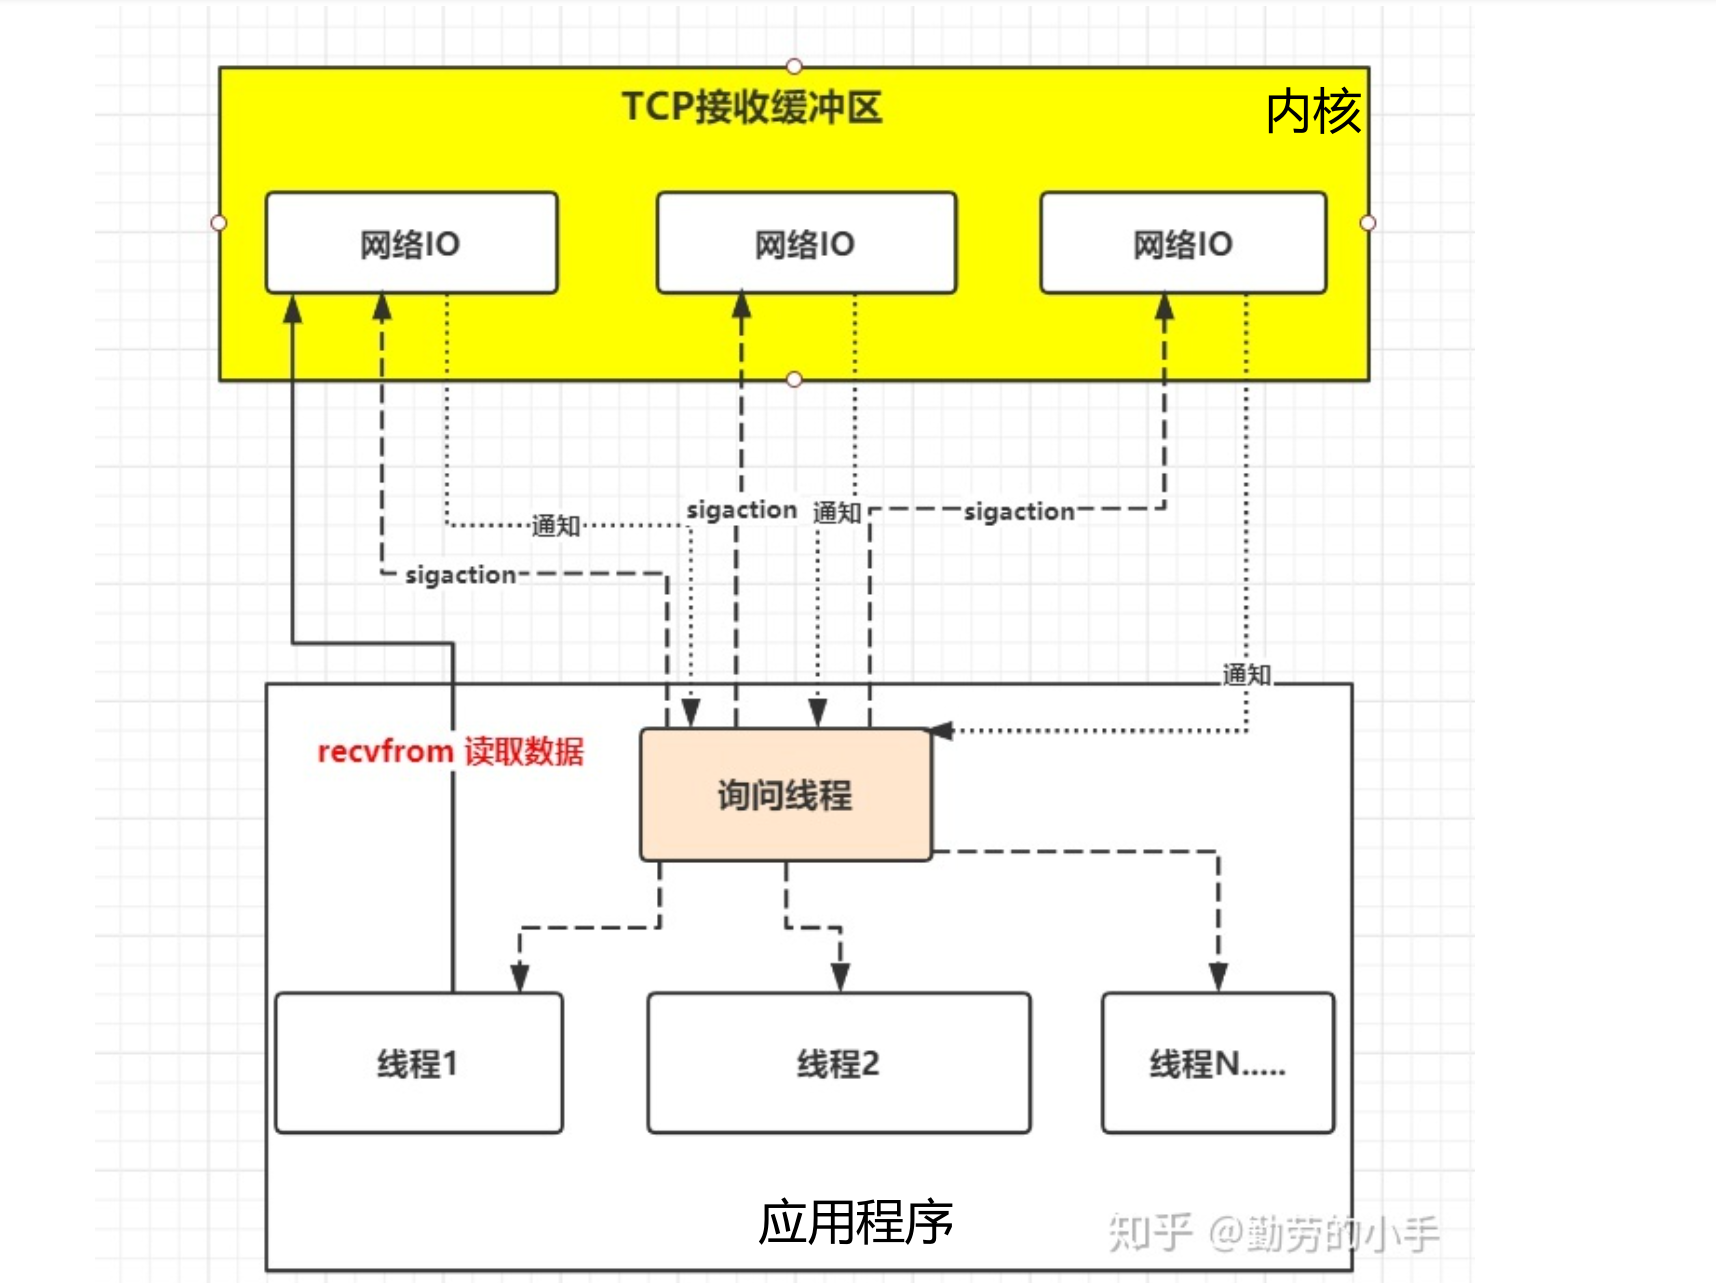 TCP接收缓冲区
内核
网络IO
网络IO
网络IO
sigaction
通知
sigaction
通知
sigaction
通知
recvfrom 读取数据
询问线程
线程1
线程2
线程N.....
应用程序
知乎 @勤劳的小手